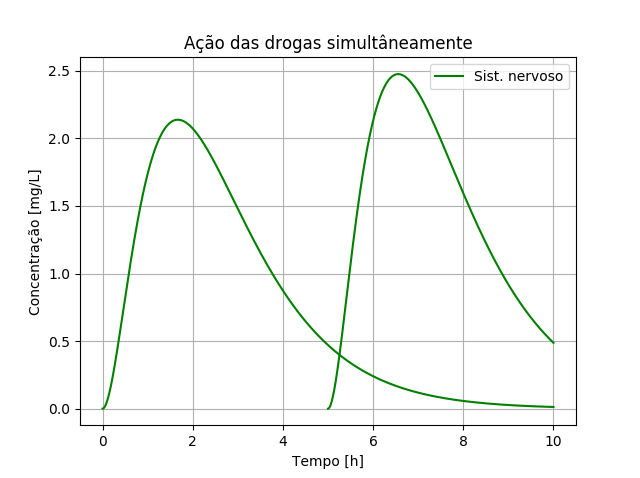 Ação das drogas simultâneamente
Sist. nervoso
Concentração [mg/L]
2.5
2.0
1.5
1.0
0.5
0.0
0 2 4 6 8 10
Tempo [h]